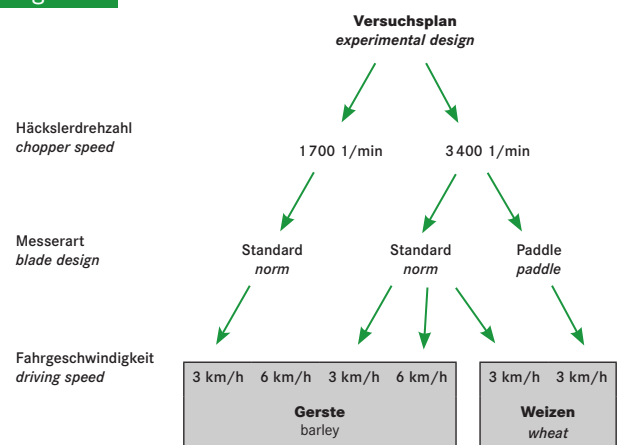 Versuchsplan
experimental design
Häckslerdrehzahl
chopper speed
1700 1/min 3400 1/min
Messerart
blade design
Standard Standard Paddle
norm norm paddle
Fahrgeschwindigkeit
driving speed
3 km/h 6 km/h 3 km/h 6 km/h 3 km/h 3 km/h
Gerste Weizen
barley wheat